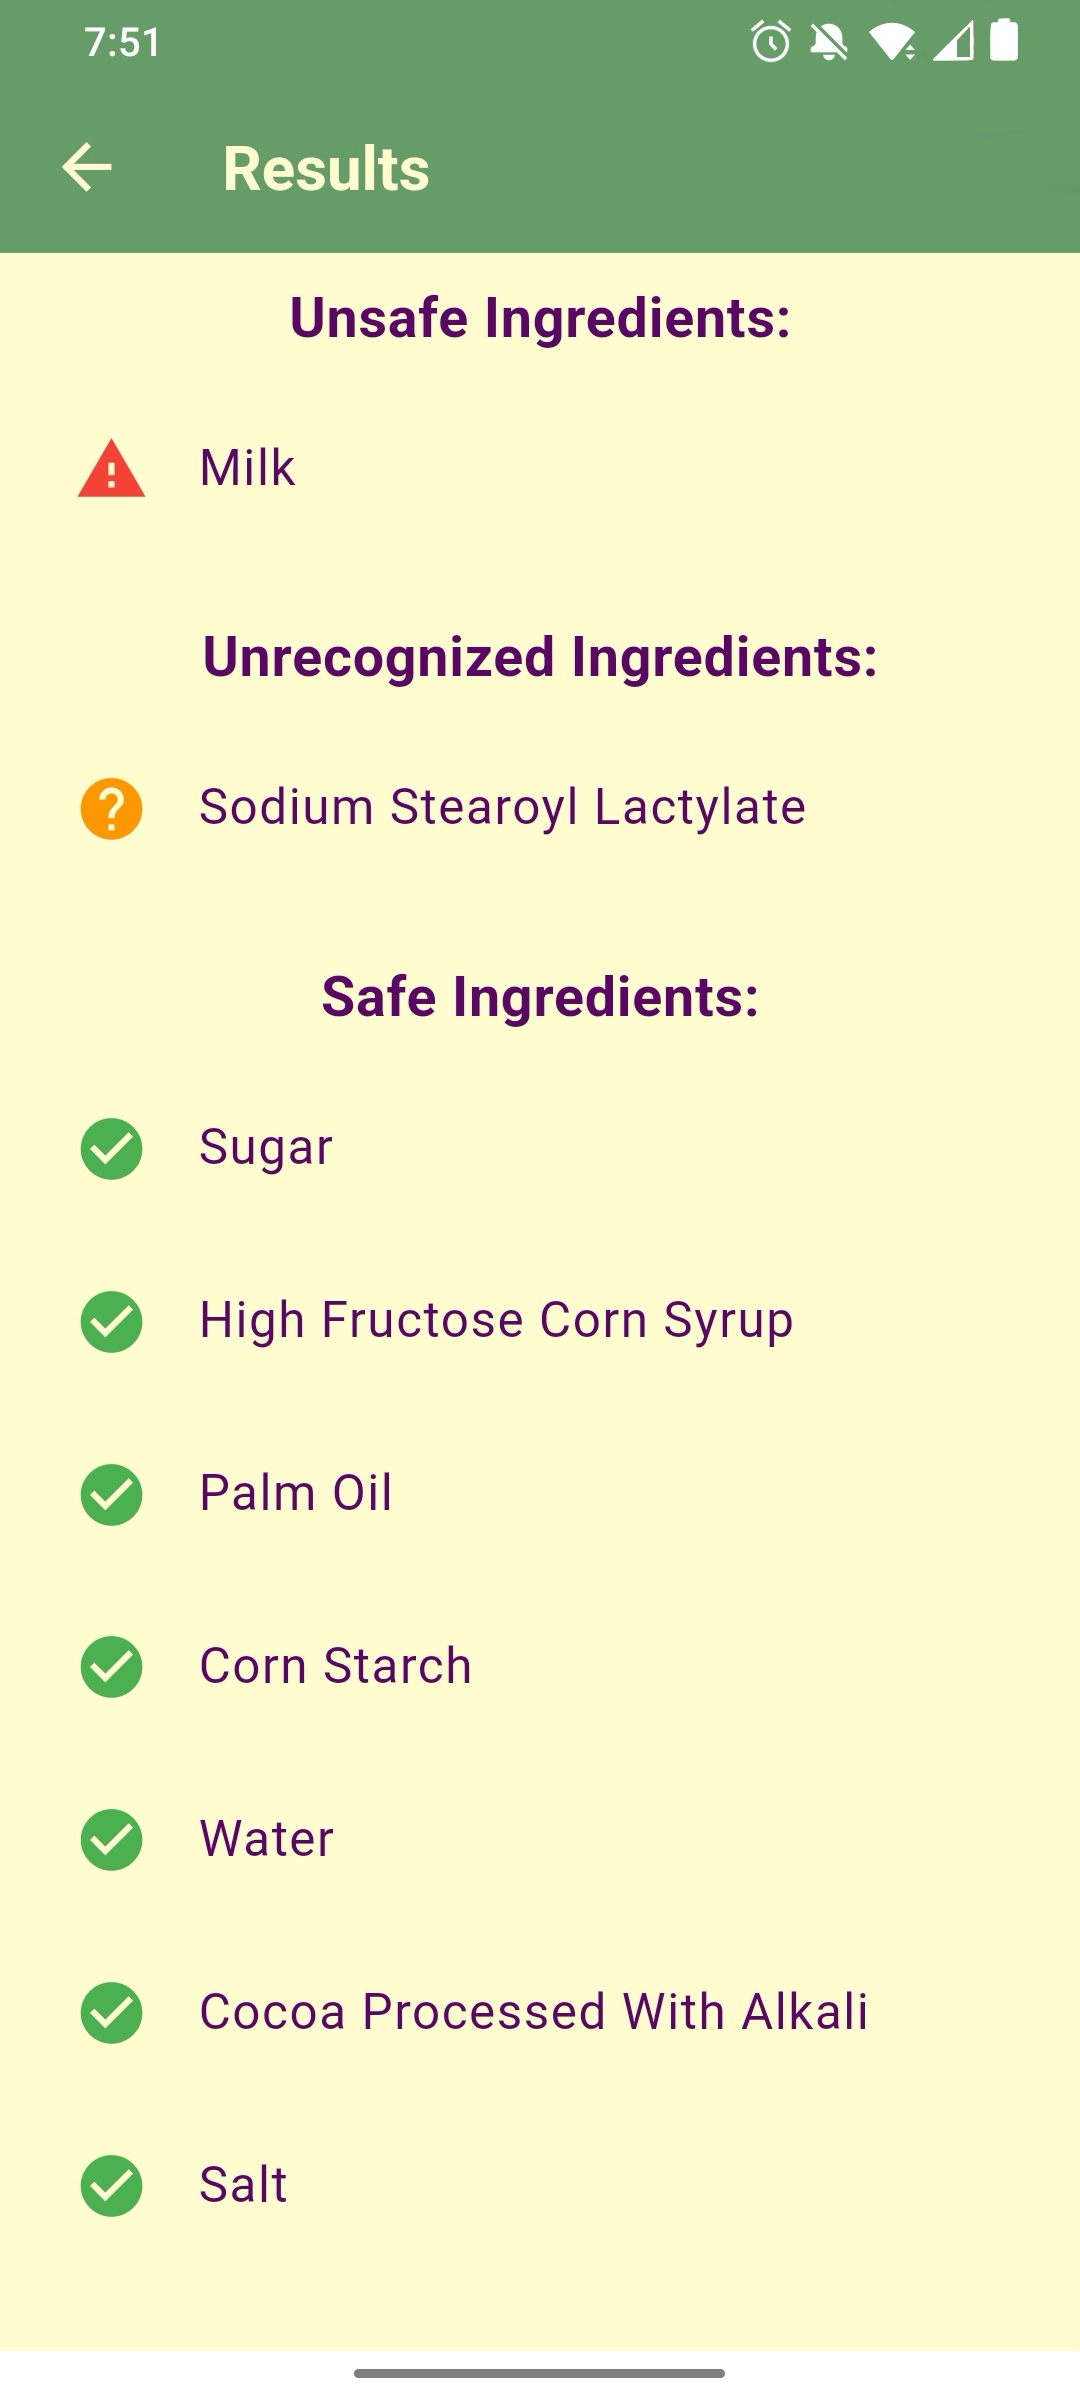 7:51
Results
Unsafe Ingredients:
Milk
Unrecognized Ingredients:
Sodium Stearoyl Lactylate
Safe Ingredients:
Sugar
High Fructose Corn Syrup
Palm Oil
Corn Starch
Water
Cocoa Processed With Alkali
Salt